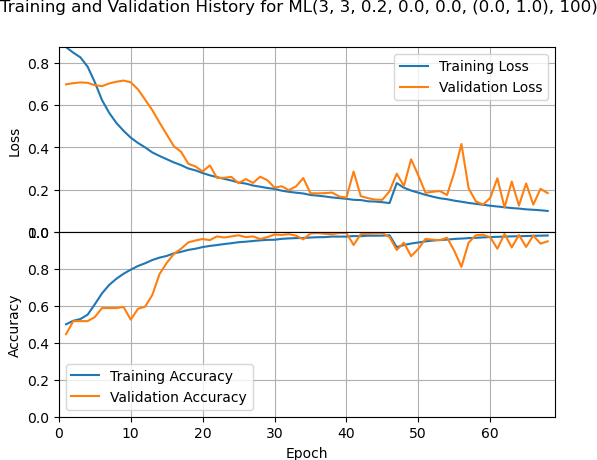 Training and Validation History for ML(3, 3, 0.2, 0.0, 0.0, (0.0, 1.0), 100)
Training Loss
Validation Loss
Loss
0.8
0.6
0.4
0.2
0.0
1.0
0.8
0.6
0.4
0.2
0.0
Accuracy
Training Accuracy
Validation Accuracy
0 10 20 30 40 50 60
Epoch